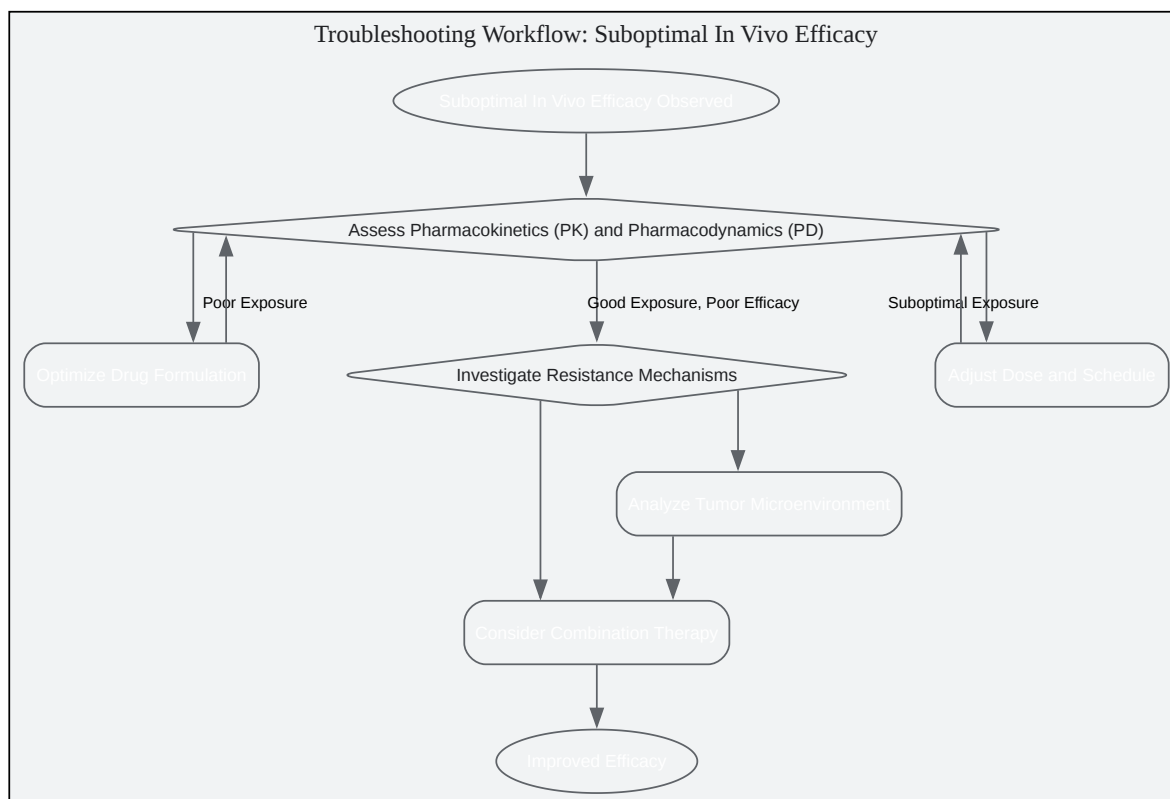 Troubleshooting Workflow: Suboptimal In Vivo Efficacy
Suboptimal In Vivo Efficacy Observed
Assess Pharmacokinetics (PK) and Pharmacodynamics (PD)
Poor Exposure
Good Exposure, Poor Efficacy
Suboptimal Exposure
Optimize Drug Formulation
Investigate Resistance Mechanisms
Adjust Dose and Schedule
Analyze Tumor Microenvironment
Consider Combination Therapy
Improved Efficacy